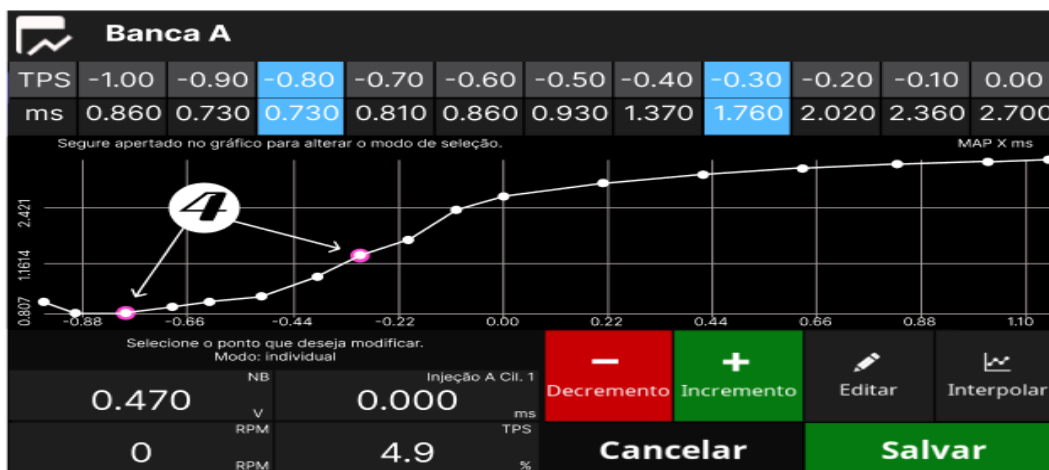 Banca A
TPS -1.00 -0.90 -0.80 -0.70 -0.60 -0.50 -0.40 -0.30 -0.20 -0.10 0.00
ms 0.860 0.730 0.730 0.810 0.860 0.930 1.370 1.760 2.020 2.360 2.700
Segure apertado no gráfico para alterar o modo de seleção. MAP X ms
4
2.421
1.1614
0.807
-0.88 -0.66 -0.44 -0.22 0.00 0.22 0.44 0.66 0.88 1.10
Selecione o ponto que deseja modificar.
Modo: individual
NB Injeção A Cil. 1
0.470 V 0.000 ms
RPM TPS
0 RPM 4.9 %
− + 
Decremento Incremento Editar Interpolar
Cancelar Salvar